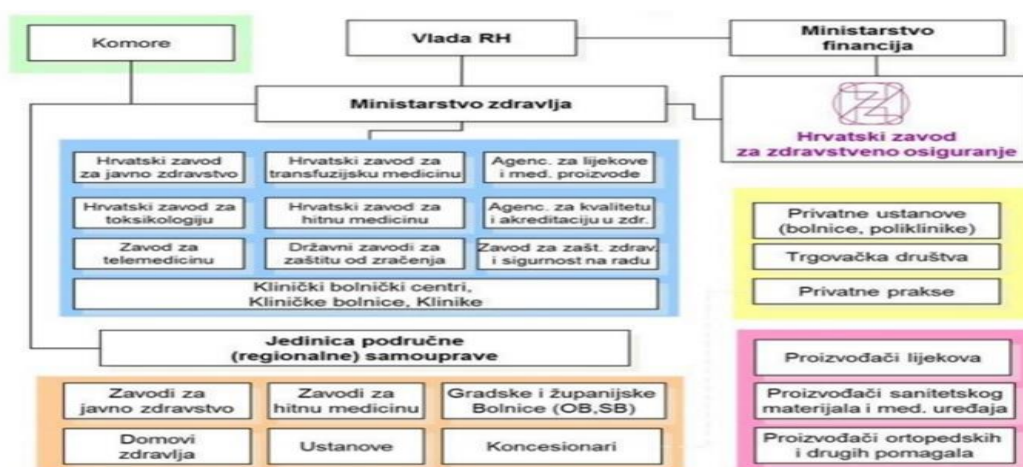 Komore
Vlada RH
Ministarstvo
financija
Ministarstvo zdravlja
Hrvatski zavod
za zdravstveno osiguranje
Hrvatski zavod
za javno zdravstvo
Hrvatski zavod za
transfuzijsku medicinu
Agenc. za lijekove
i med. proizvode
Hrvatski zavod za
toksikologiju
Hrvatski zavod za
hitnu medicinu
Agenc. za kvalitetu
i akreditaciju u zdr.
Zavod za
telemedicinu
Državni zavodi za
zaštitu od zračenja
Zavod za zašt. zdrav.
i sigurnost na radu
Klinički bolnički centri,
Kliničke bolnice, Klinike
Privatne ustanove
(bolnice, poliklinike)
Trgovačka društva
Privatne prakse
Jedinica područne
(regionalne) samouprave
Zavodi za
javno zdravstvo
Zavodi za
hitnu medicinu
Gradske i županijske
Bolnice (OB,SB)
Domovi
zdravlja
Ustanove
Koncesionari
Proizvođači lijekova
Proizvođači sanitetskog
materijala i med. uređaja
Proizvođači ortopedskih
i drugih pomagala